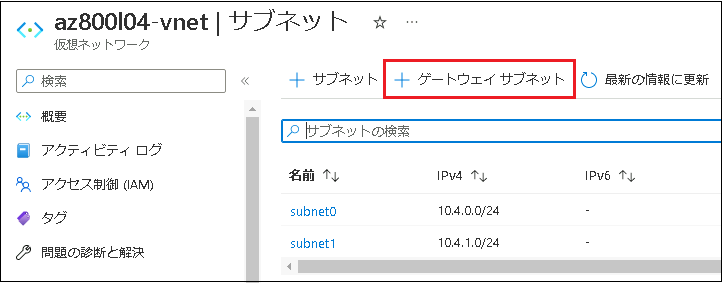 az800l04-vnet | サブネット ☆ …
仮想ネットワーク
検索 «
+ サブネット + ゲートウェイ サブネット 最新の情報に更新
概要
アクティビティ ログ
アクセス制御 (IAM)
タグ
問題の診断と解決
サブネットの検索
名前 ↑↓ IPv4 ↑↓ IPv6 ↑↓
subnet0 10.4.0.0/24 -
subnet1 10.4.1.0/24 -